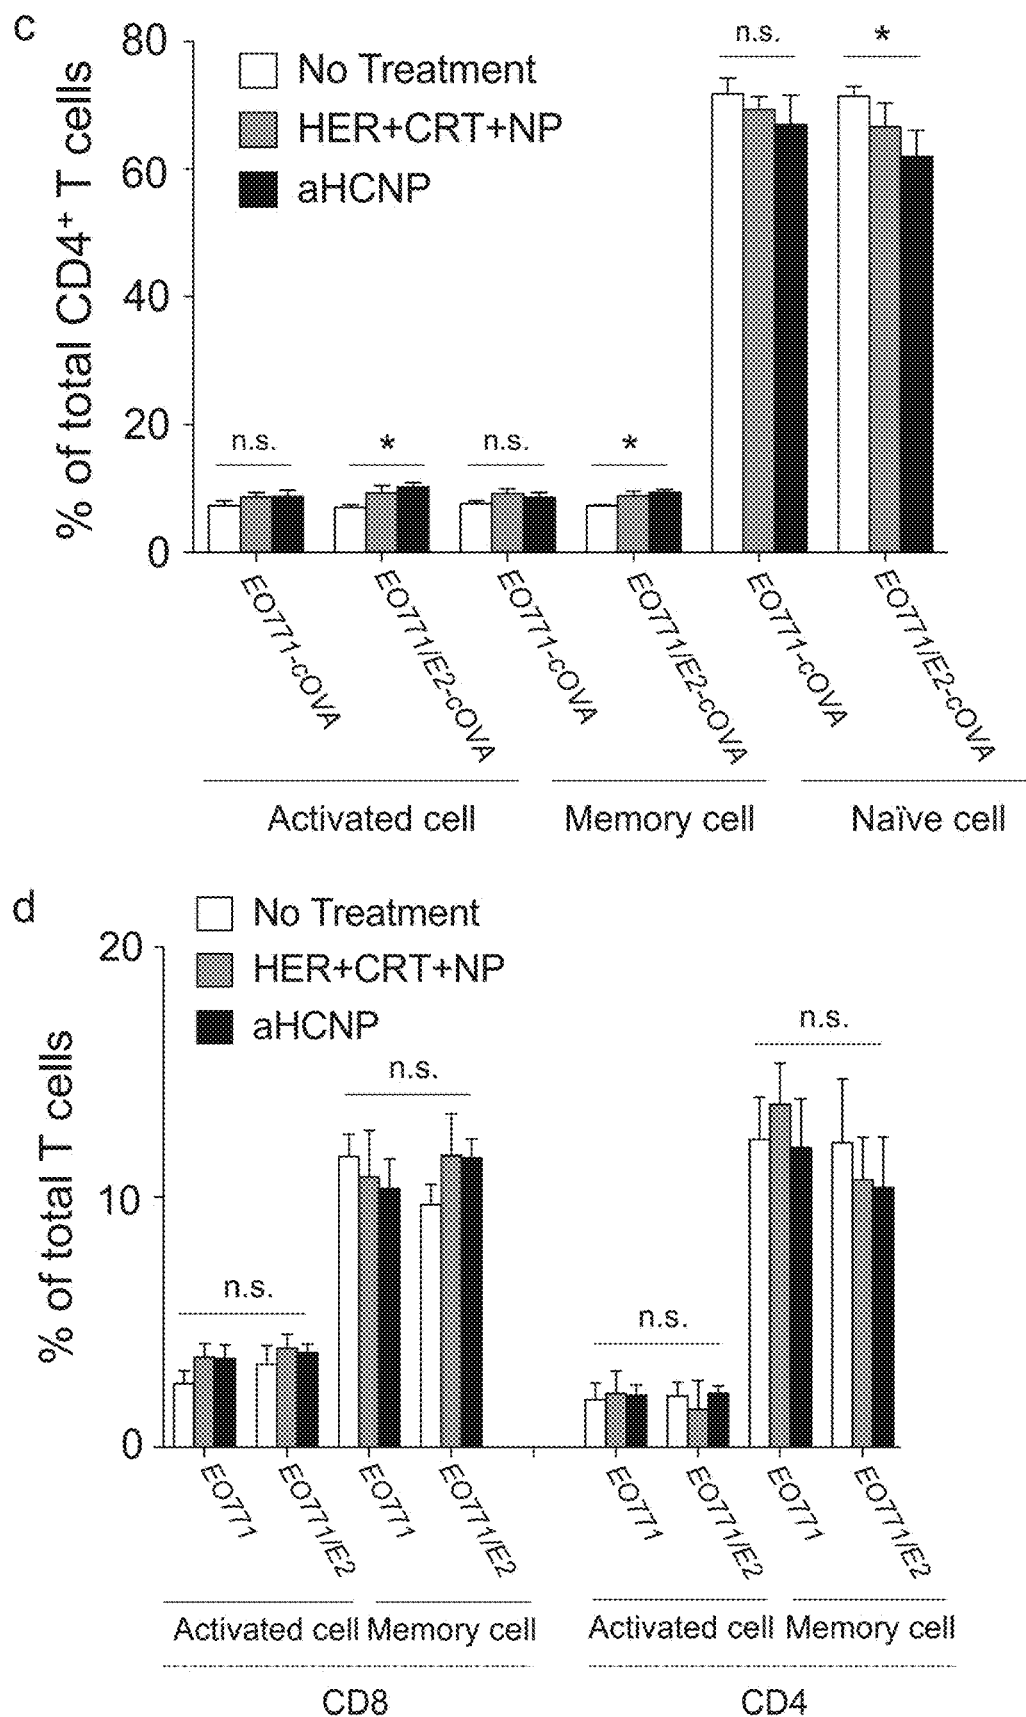 c
% of total CD4+ T cells
80
60
40
20
0
No Treatment
HER+CRT+NP
aHCNP
n.s.
*
n.s.
*
n.s.
*
EO771-cOVA
EO771/E2-cOVA
EO771-cOVA
EO771/E2-cOVA
EO771-cOVA
EO771/E2-cOVA
Activated cell
Memory cell
Naïve cell
d
% of total T cells
20
10
0
No Treatment
HER+CRT+NP
aHCNP
n.s.
n.s.
n.s.
n.s.
EO771
EO771/E2
EO771
EO771/E2
EO771
EO771/E2
EO771
EO771/E2
Activated cell
Memory cell
Activated cell
Memory cell
CD8
CD4